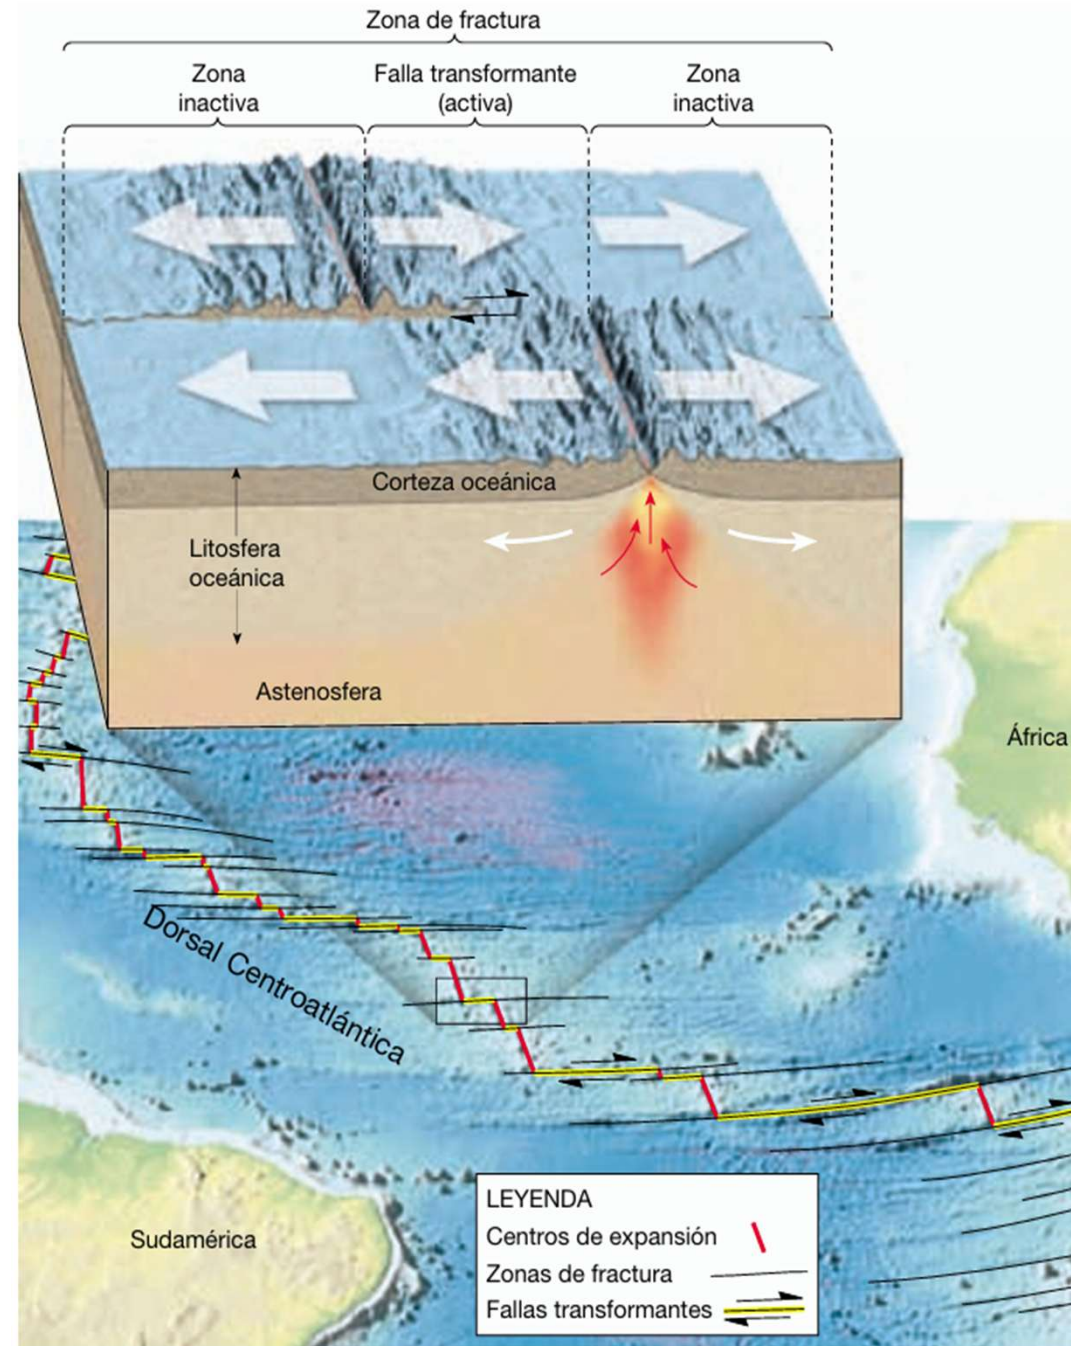 Zona de fractura
Zona
inactiva
Falla transformante
(activa)
Zona
inactiva
Corteza oceánica
Litosfera
oceánica
Astenosfera
África
Dorsal Centroatlántica
Sudamérica
LEYENDA
Centros de expansión
Zonas de fractura
Fallas transformantes